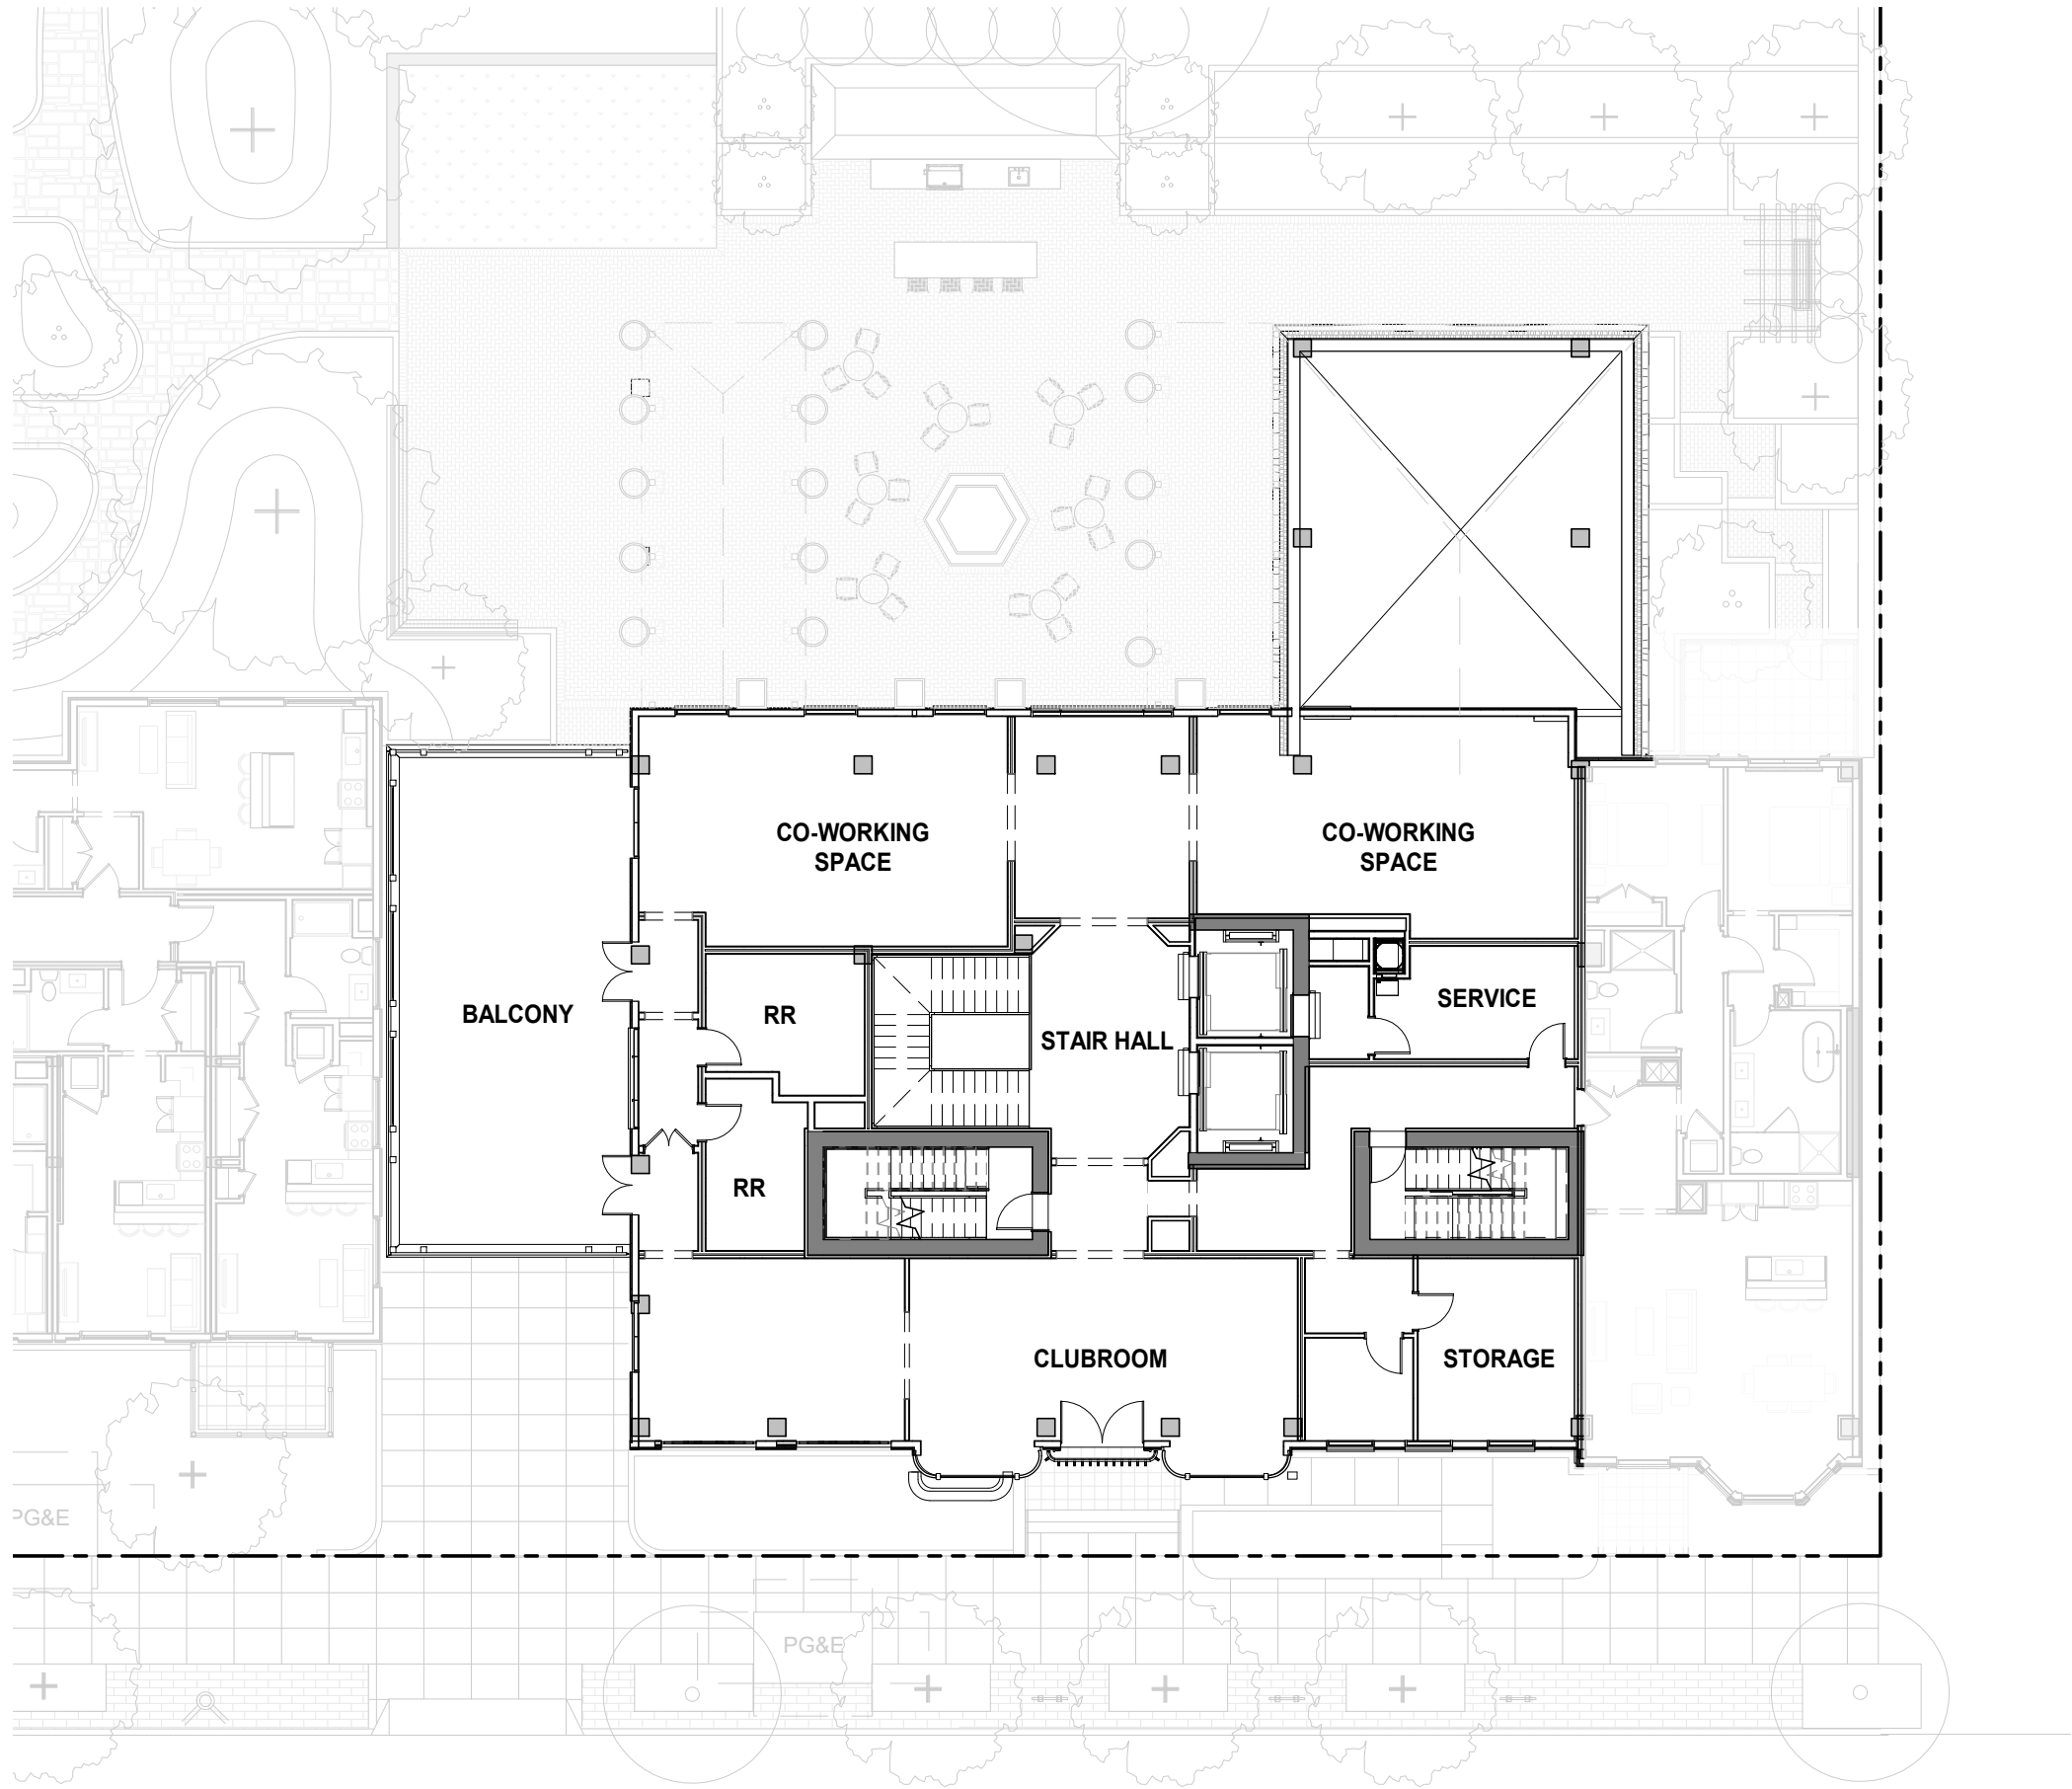 CO-WORKING
SPACE
CO-WORKING
SPACE
BALCONY
RR
SERVICE
STAIR HALL
RR
CLUBROOM
STORAGE
PG&E
PG&E